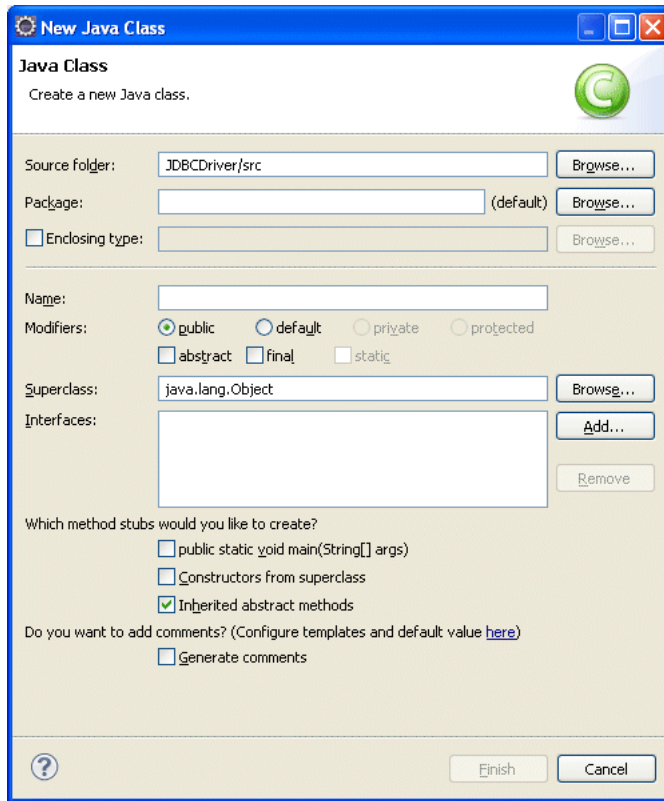 New Java Class
Java Class
Create a new Java class.
C
Source folder: JDBCDriver/src Browse...
Package: (default) Browse...
Enclosing type: Browse...
Name:
Modifiers: public default private protected
abstract final static
Superclass: java.lang.Object Browse...
Interfaces: Add...
Remove
Which method stubs would you like to create?
public static void main(String[] args)
Constructors from superclass
Inherited abstract methods
Do you want to add comments? (Configure templates and default value here)
Generate comments
? Finish Cancel